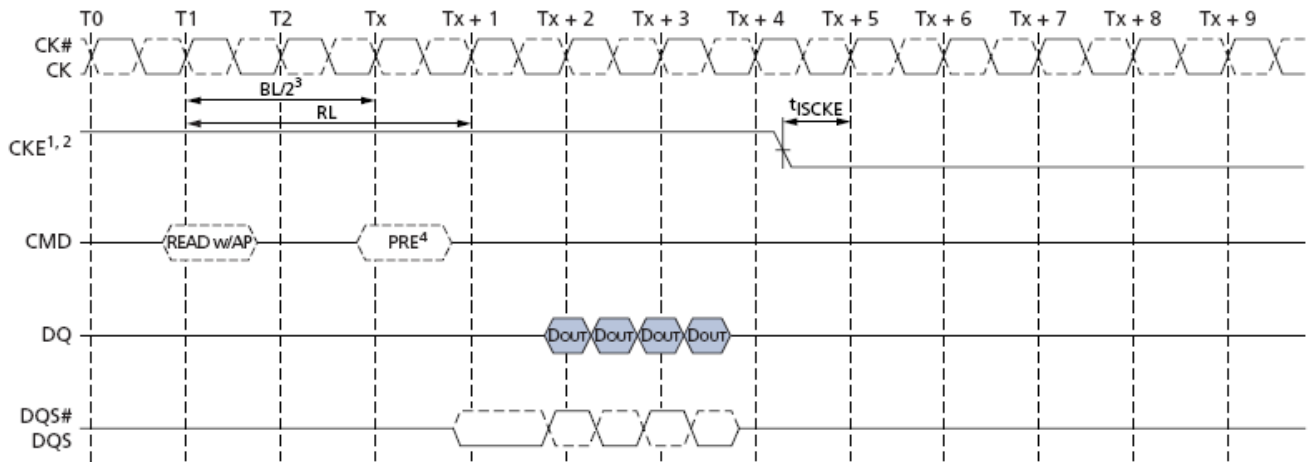 T0 T1 T2 Tx Tx + 1 Tx + 2 Tx + 3 Tx + 4 Tx + 5 Tx + 6 Tx + 7 Tx + 8 Tx + 9
CK#
CK
BL/2³
RL
tISCKE
CKE1, 2
CMD READ w/AP PRE⁴
DQ DOUT DOUT DOUT DOUT
DQS#
DQS